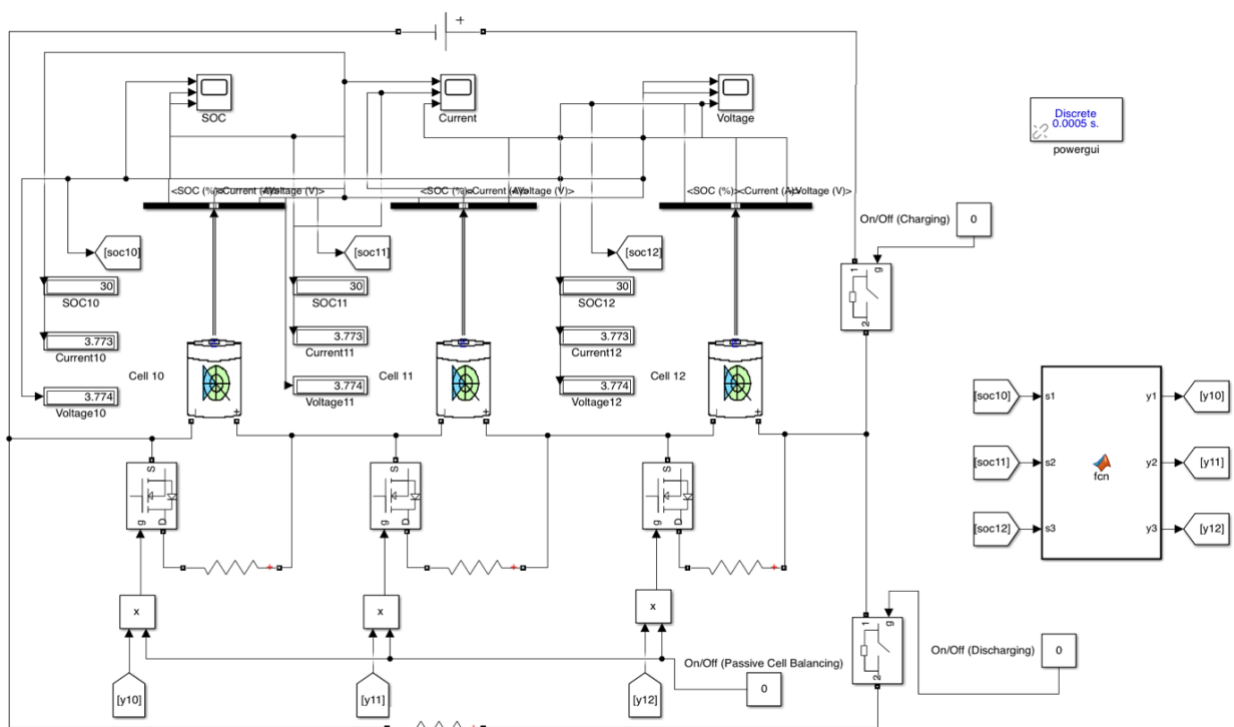 +
SOC
Current
Voltage
Discrete
0.0005 s.
powergui
<SOC (%)>
<Current (A)>
<Voltage (V)>
<SOC (%)>
<Current (A)>
<Voltage (V)>
<SOC (%)>
<Current (A)>
<Voltage (V)>
On/Off (Charging)
0
[soc10]
[soc11]
[soc12]
1
g
2
30
SOC10
30
SOC11
30
SOC12
3.773
Current10
3.773
Current11
3.773
Current12
Cell 10
Cell 11
Cell 12
3.774
Voltage10
3.774
Voltage11
3.774
Voltage12
-
+
-
+
-
+
[soc10]
s1
y1
[y10]
[soc11]
s2
y2
[y11]
fcn
[soc12]
s3
y3
[y12]
S
g
D
S
g
D
S
g
D
+
+
+
x
x
x
1
g
2
On/Off (Discharging)
0
On/Off (Passive Cell Balancing)
0
[y10]
[y11]
[y12]
+